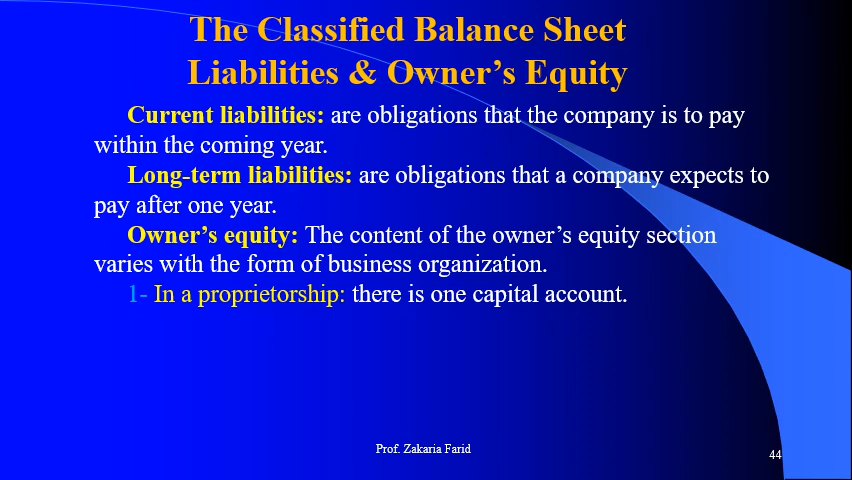 The Classified Balance Sheet
Liabilities & Owner’s Equity
Current liabilities: are obligations that the company is to pay
within the coming year.
Long-term liabilities: are obligations that a company expects to
pay after one year.
Owner’s equity: The content of the owner’s equity section
varies with the form of business organization.
1- In a proprietorship: there is one capital account.
Prof. Zakaria Farid
44